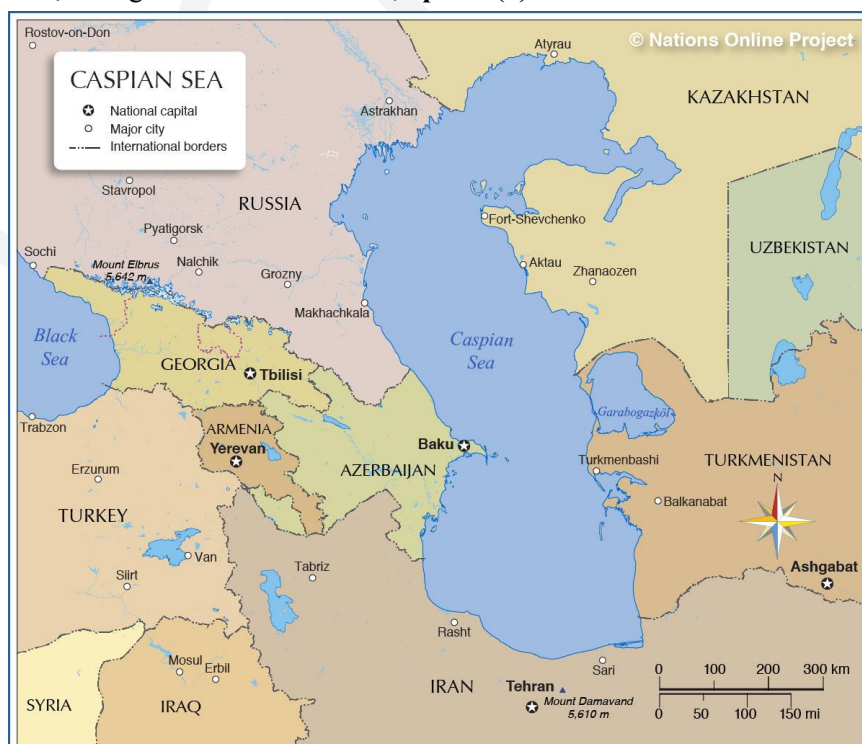 Rostov-on-Don
© Nations Online Project
Atyrau
CASPIAN SEA
National capital
Major city
International borders
KAZAKHSTAN
Astrakhan
Stavropol
RUSSIA
Fort-Shevchenko
Pyatigorsk
UZBEKISTAN
Sochi
Mount Elbrus
5,642 m
Nalchik
Grozny
Aktau
Zhanaozen
Makhachkala
Black
Sea
Caspian
Sea
GEORGIA
Tbilisi
Garabogazköl
Trabzon
ARMENIA
Yerevan
Baku
AZERBAIJAN
Turkmenbashi
TURKMENISTAN
Erzurum
N
Balkanabat
TURKEY
Van
Siirt
Tabriz
Ashgabat
Rasht
Sari
Mosul
Erbil
IRAN
Tehran
Mount Damavand
5,610 m
SYRIA
IRAQ
0 100 200 300 km
0 50 100 150 mi